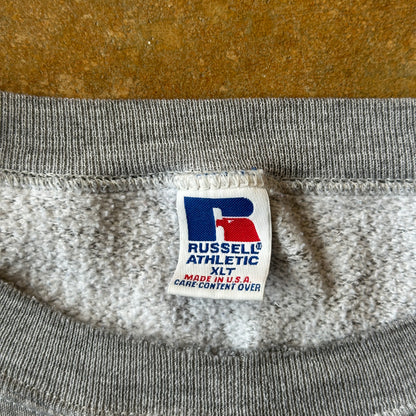 R
RUSSELL®
ATHLETIC
XLT
MADE IN U.S.A.
CARE·CONTENT OVER